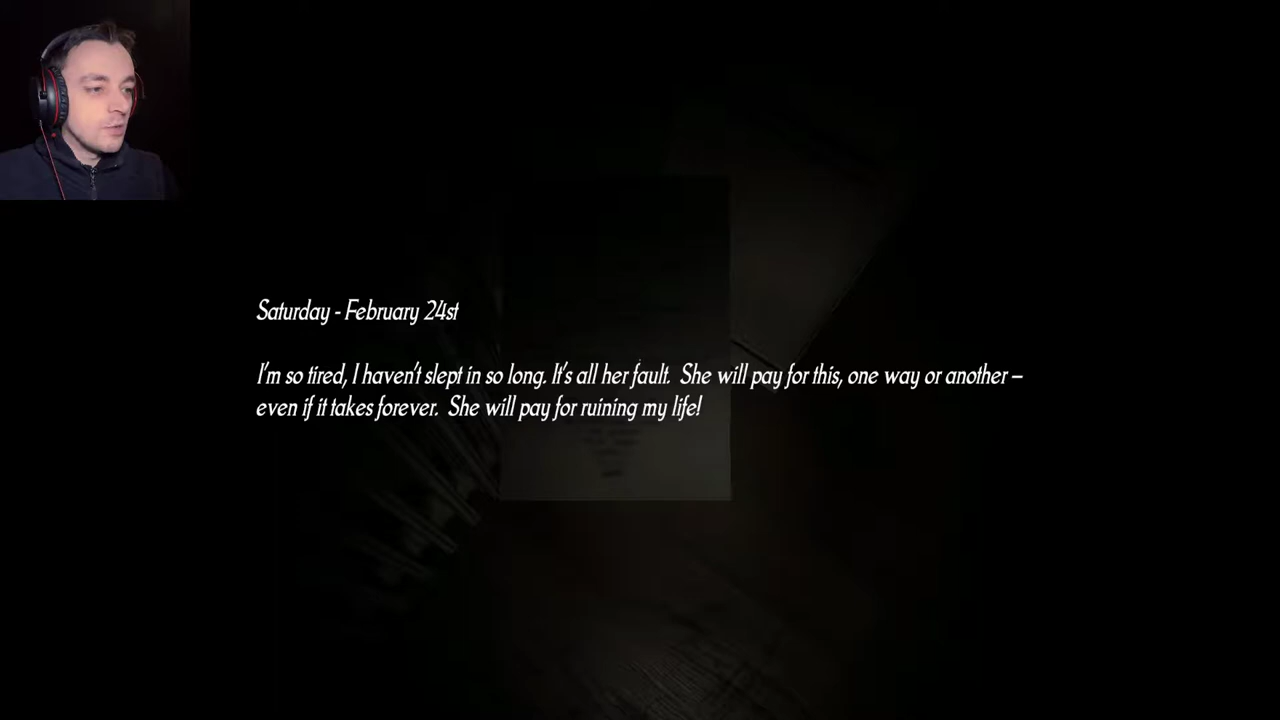 Saturday - February 24st
I'm so tired, I haven't slept in so long. It's all her fault.  She will pay for this, one way or another –
even if it takes forever.  She will pay for ruining my life!